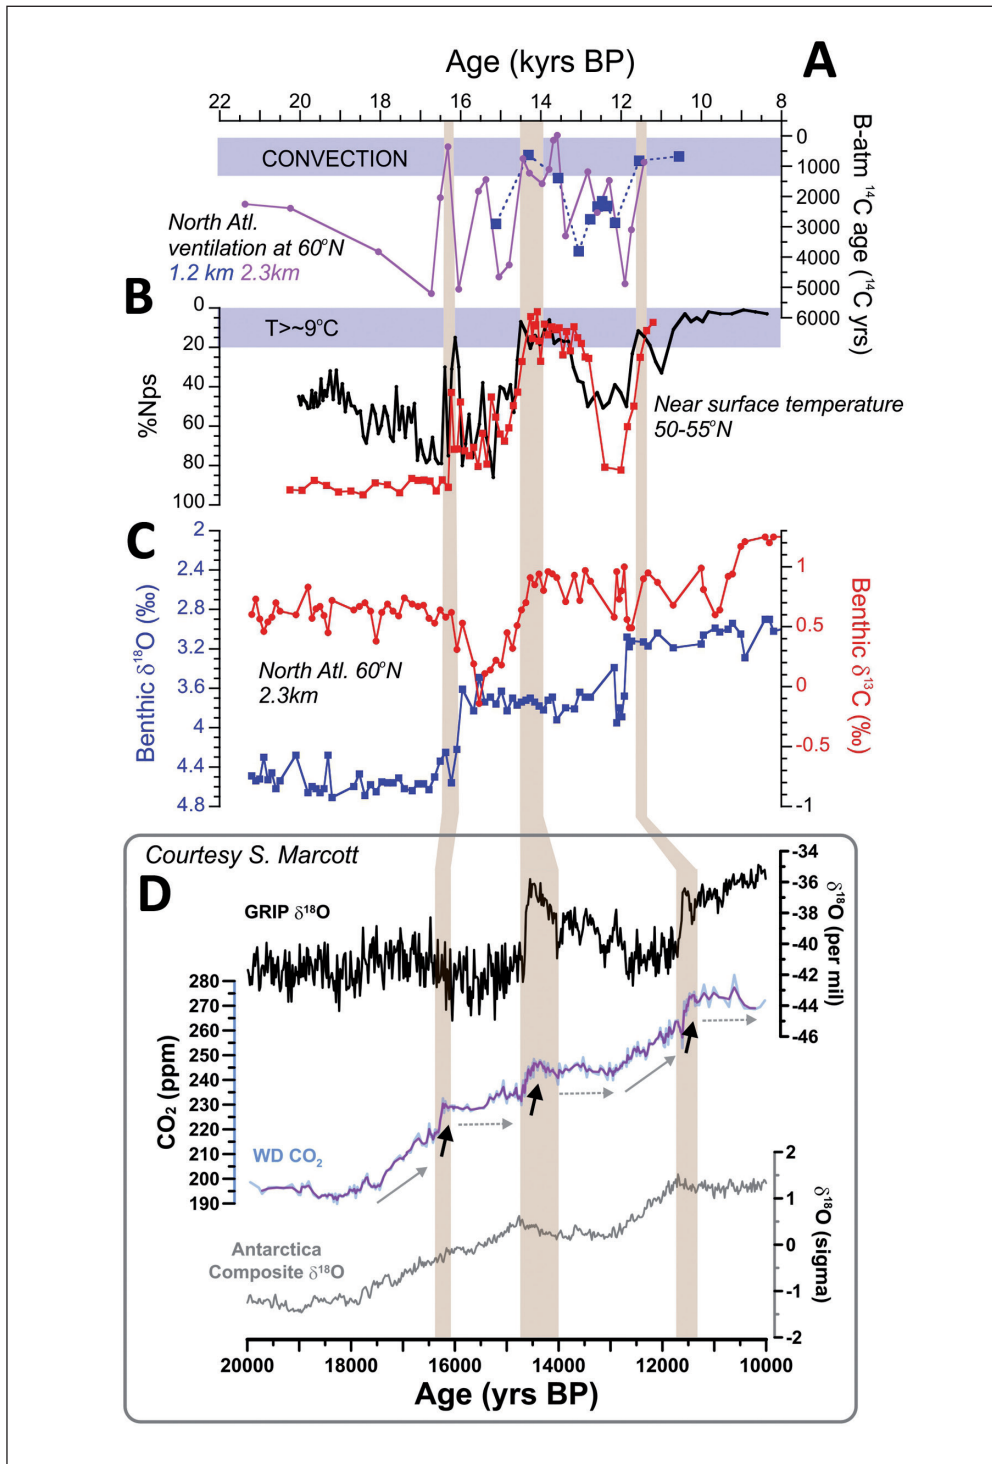 A
Age (kyrs BP)
22 20 18 16 14 12 10 8
CONVECTION
0
1000
2000
3000
4000
5000
6000
B-atm ¹⁴C age (¹⁴C yrs)
North Atl.
ventilation at 60°N
1.2 km 2.3km
B
0
20
40
60
80
100
%Nps
T>~9°C
Near surface temperature
50-55°N
C
2
2.4
2.8
3.2
3.6
4
4.4
4.8
Benthic δ¹⁸O (‰)
North Atl. 60°N
2.3km
1
0.5
0
-0.5
-1
Benthic δ¹³C (‰)
Courtesy S. Marcott
D
GRIP δ¹⁸O
-34
-36
-38
-40
-42
-44
-46
δ¹⁸O (per mil)
280
270
260
250
240
230
220
210
200
190
CO₂ (ppm)
WD CO₂
Antarctica
Composite δ¹⁸O
2
1
0
-1
-2
δ¹⁸O (sigma)
20000 18000 16000 14000 12000 10000
Age (yrs BP)